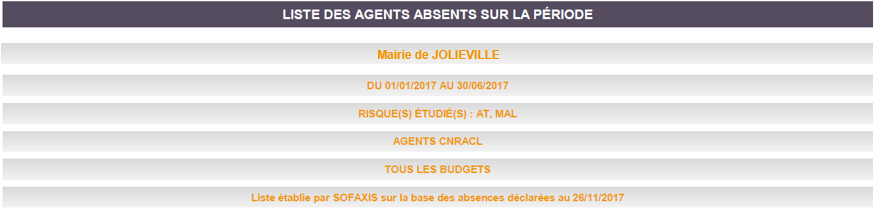 LISTE DES AGENTS ABSENTS SUR LA PÉRIODE
Mairie de JOLIEVILLE
DU 01/01/2017 AU 30/06/2017
RISQUE(S) ÉTUDIÉ(S) : AT, MAL
AGENTS CNRACL
TOUS LES BUDGETS
Liste établie par SOFAXIS sur la base des absences déclarées au 26/11/2017